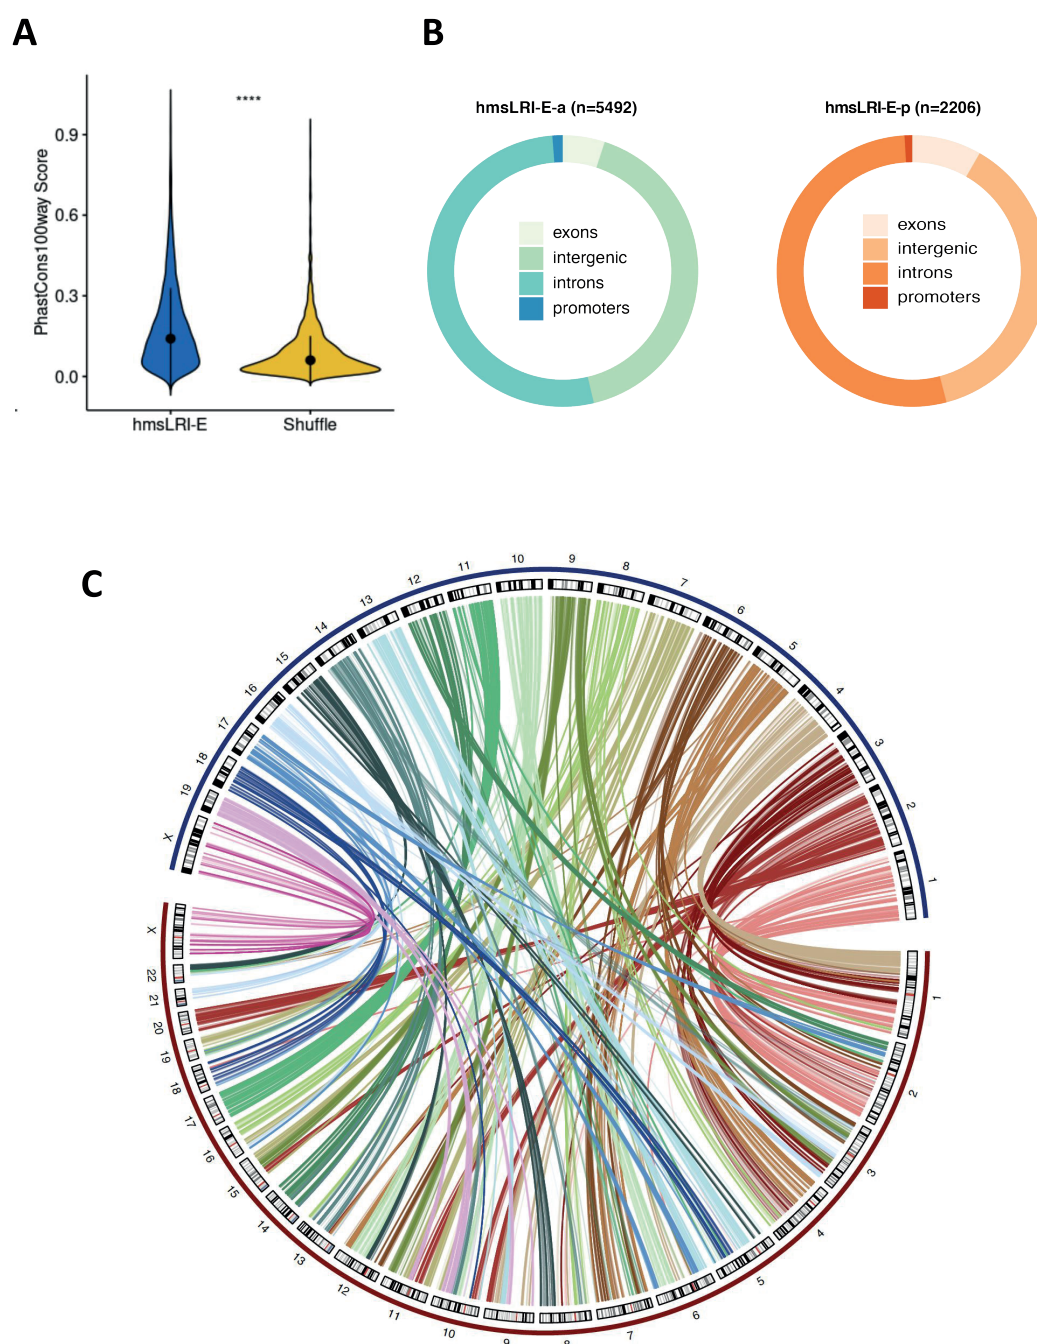 A
B
PhastCons100way Score
0.9
0.6
0.3
0.0
****
hmsLRI-E
Shuffle
hmsLRI-E-a (n=5492)
exons
intergenic
introns
promoters
hmsLRI-E-p (n=2206)
exons
intergenic
introns
promoters
C
X
19
18
17
16
15
14
13
12
11
10
9
8
7
6
5
4
3
2
1
X
22
21
20
19
18
17
16
15
14
13
12
11
10
9
8
7
6
5
4
3
2
1